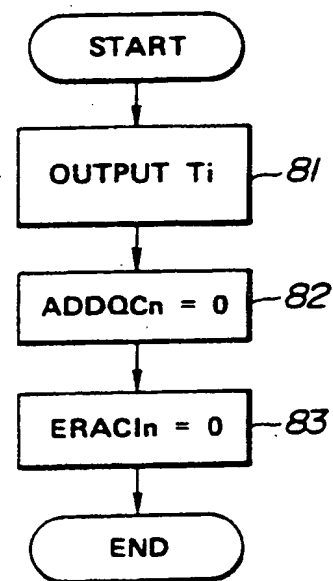 START
OUTPUT Ti
81
ADDQCn = 0
82
ERACIn = 0
83
END